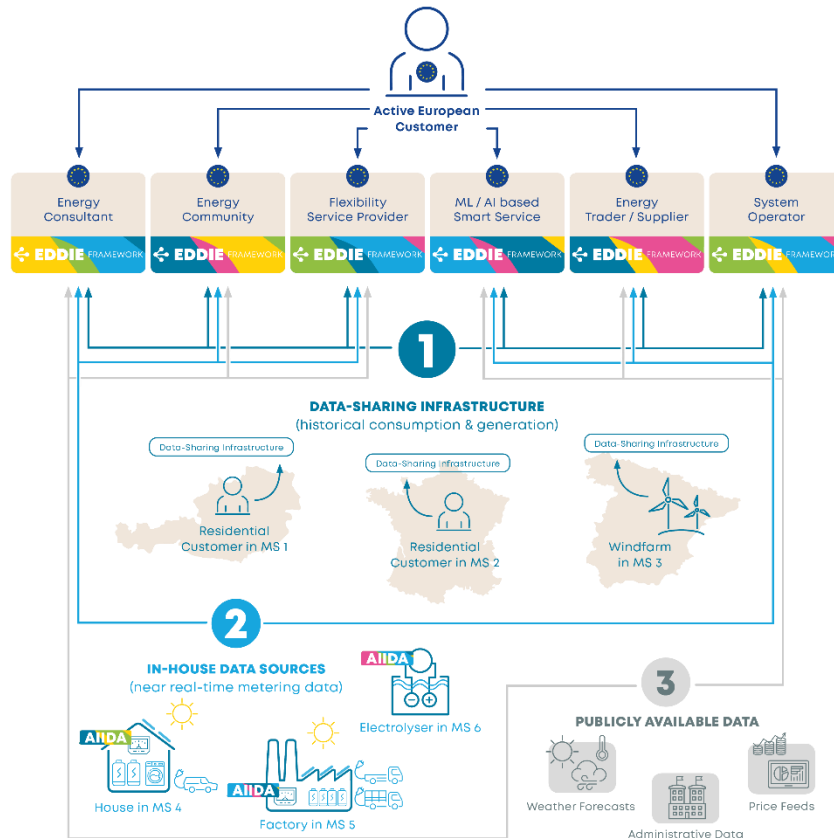 Active European
Customer
Energy
Consultant
Energy
Community
Flexibility
Service Provider
ML / AI based
Smart Service
Energy
Trader / Supplier
System
Operator
EDDIE FRAMEWORK
EDDIE FRAMEWORK
EDDIE FRAMEWORK
EDDIE FRAMEWORK
EDDIE FRAMEWORK
EDDIE FRAMEWORK
1
DATA-SHARING INFRASTRUCTURE
(historical consumption & generation)
Data-Sharing Infrastructure
Data-Sharing Infrastructure
Data-Sharing Infrastructure
Residential
Customer in MS 1
Residential
Customer in MS 2
Windfarm
in MS 3
2
IN-HOUSE DATA SOURCES
(near real-time metering data)
AIIDA
Electrolyser in MS 6
AIIDA
House in MS 4
AIIDA
Factory in MS 5
3
PUBLICLY AVAILABLE DATA
Weather Forecasts
Administrative Data
Price Feeds